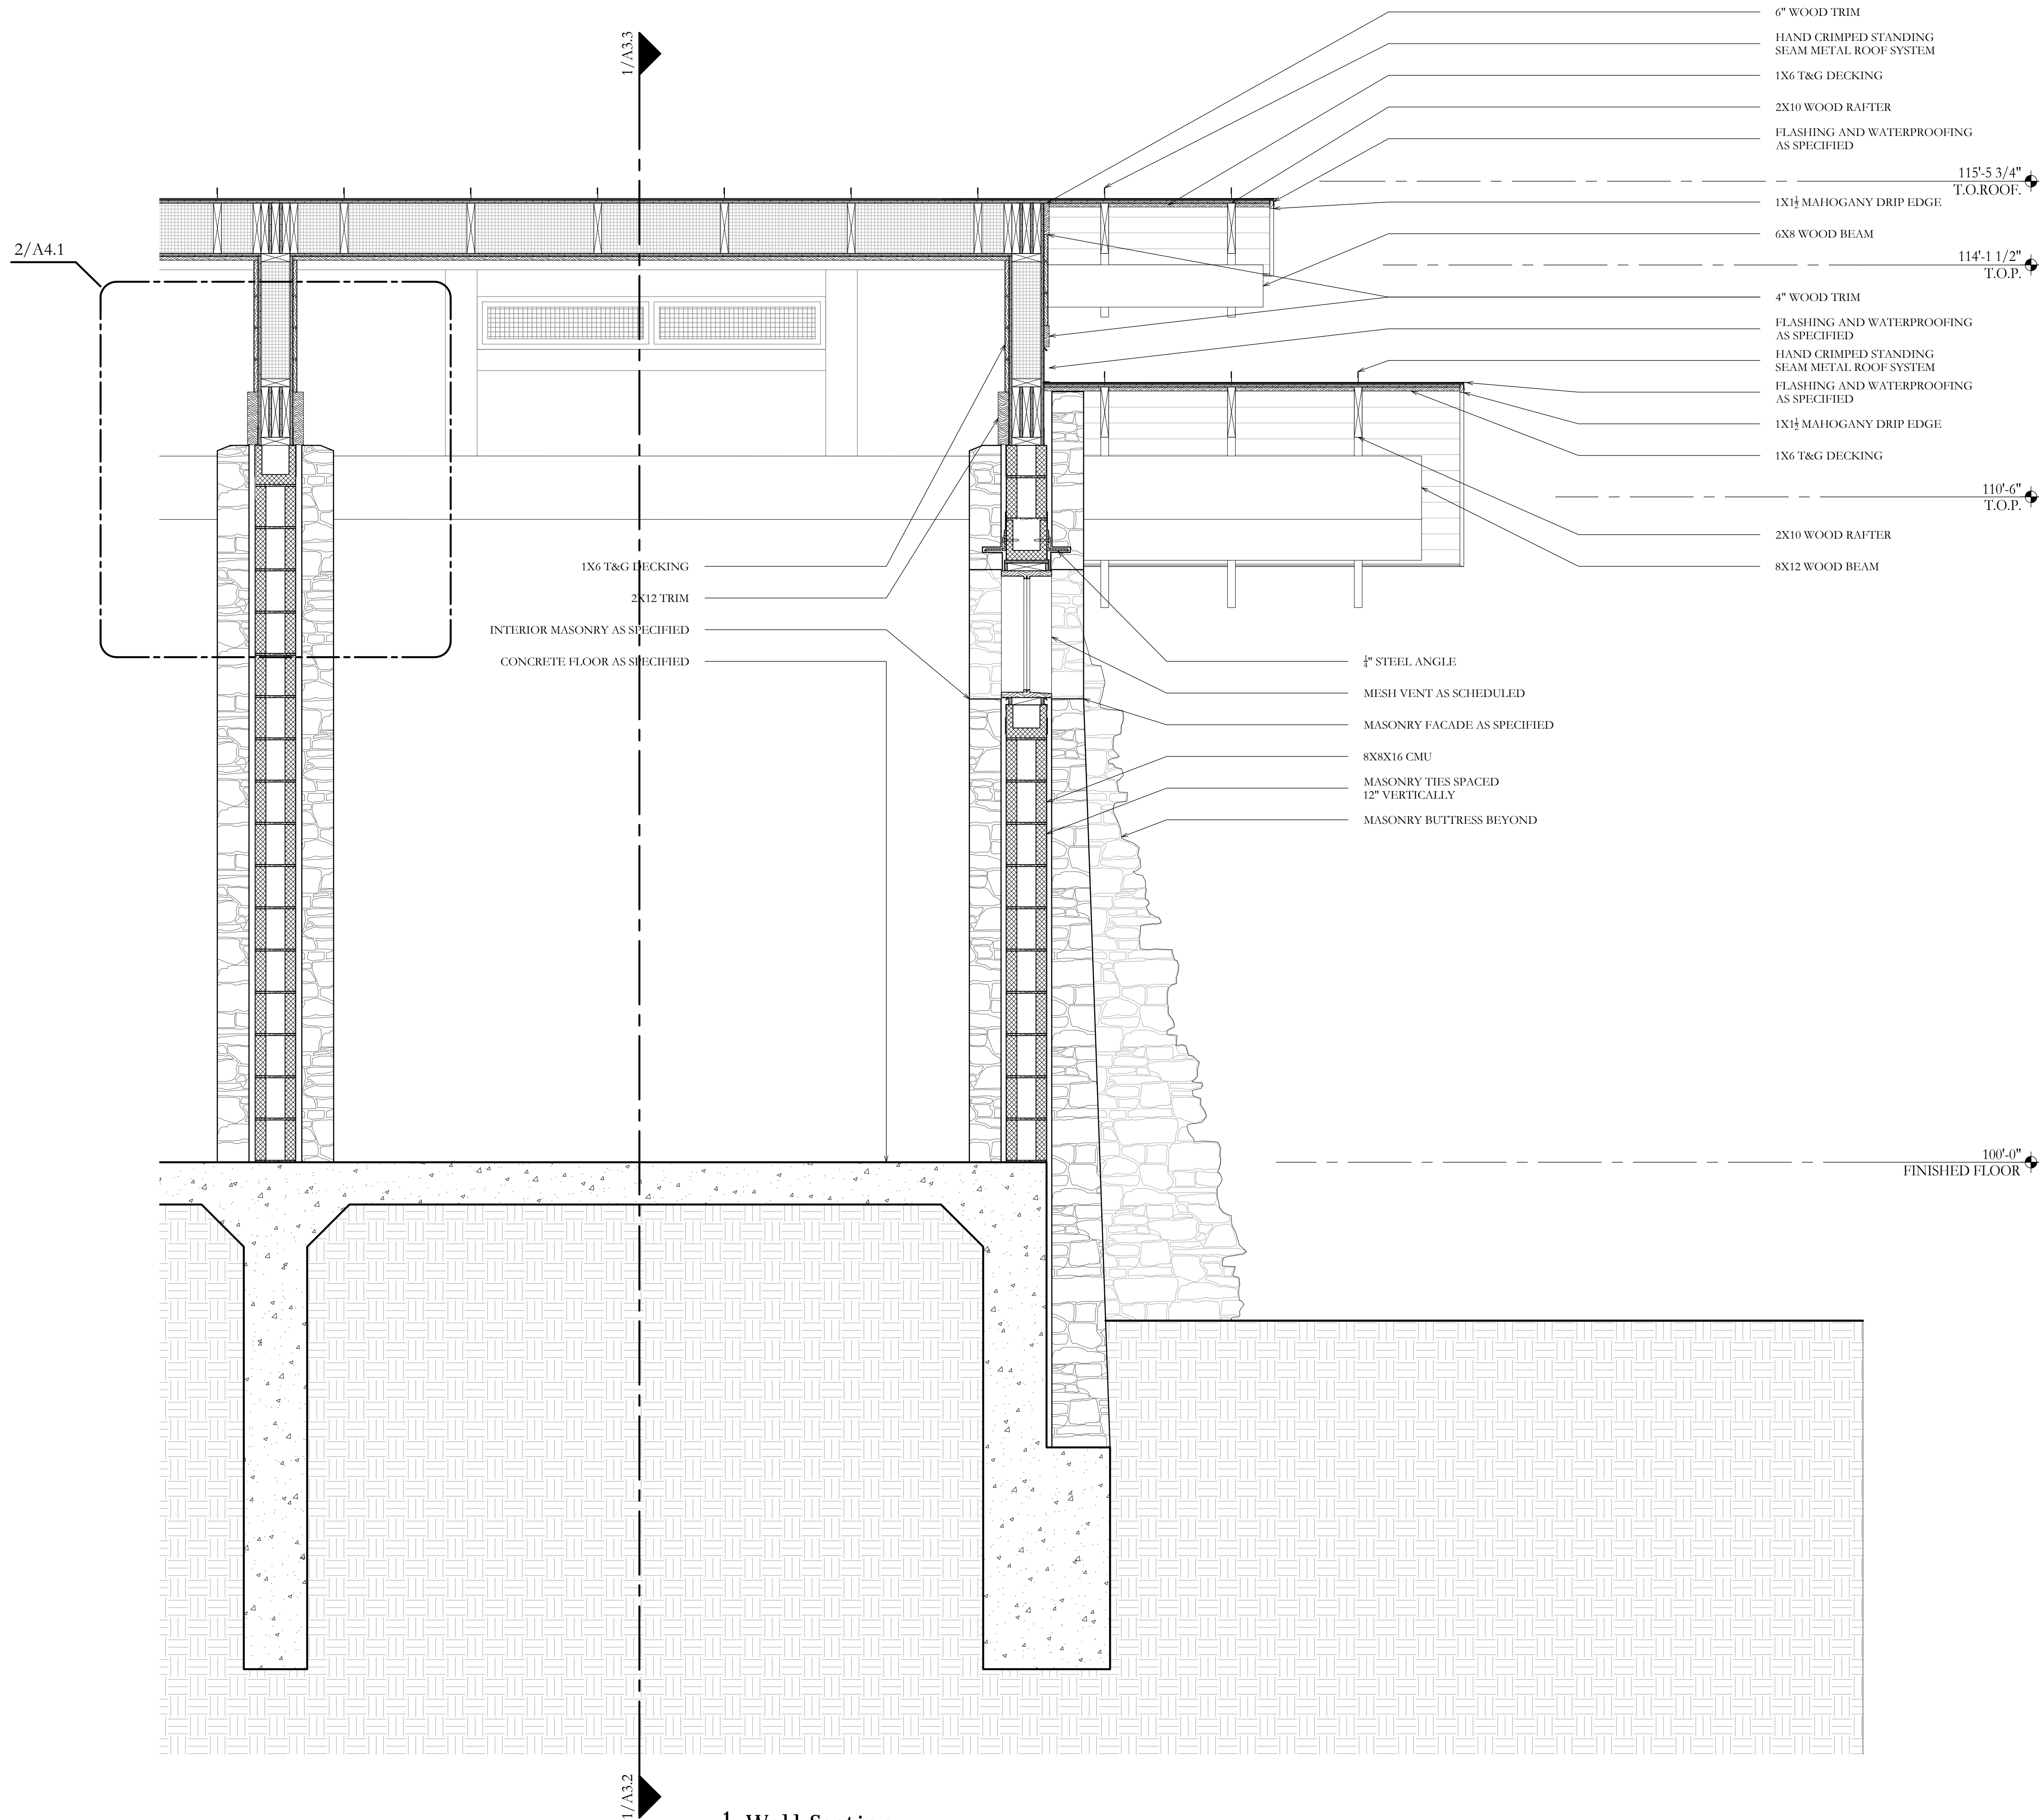 1/A3.3
2/A4.1
6" WOOD TRIM
HAND CRIMPED STANDING
SEAM METAL ROOF SYSTEM
1X6 T&G DECKING
2X10 WOOD RAFTER
FLASHING AND WATERPROOFING
AS SPECIFIED
115'-5 3/4"
T.O.ROOF.
1X1½ MAHOGANY DRIP EDGE
6X8 WOOD BEAM
114'-1 1/2"
T.O.P.
4" WOOD TRIM
FLASHING AND WATERPROOFING
AS SPECIFIED
HAND CRIMPED STANDING
SEAM METAL ROOF SYSTEM
FLASHING AND WATERPROOFING
AS SPECIFIED
1X1½ MAHOGANY DRIP EDGE
1X6 T&G DECKING
110'-6"
T.O.P.
2X10 WOOD RAFTER
8X12 WOOD BEAM
1X6 T&G DECKING
2X12 TRIM
INTERIOR MASONRY AS SPECIFIED
CONCRETE FLOOR AS SPECIFIED
¼" STEEL ANGLE
MESH VENT AS SCHEDULED
MASONRY FACADE AS SPECIFIED
8X8X16 CMU
MASONRY TIES SPACED
12" VERTICALLY
MASONRY BUTTRESS BEYOND
100'-0"
FINISHED FLOOR
1/A3.2
1 Wall Section